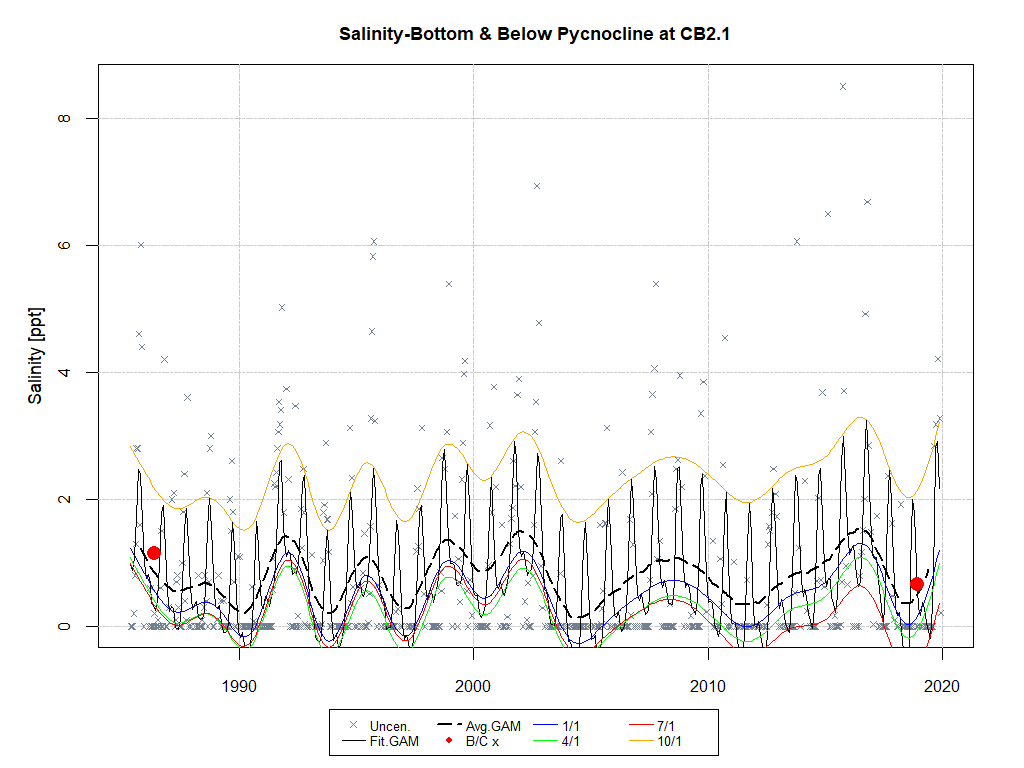 Salinity-Bottom & Below Pycnocline at CB2.1
Salinity [ppt]
8
6
4
2
0
1990 2000 2010 2020
Uncen. Avg.GAM 1/1 7/1
Fit.GAM B/C x 4/1 10/1